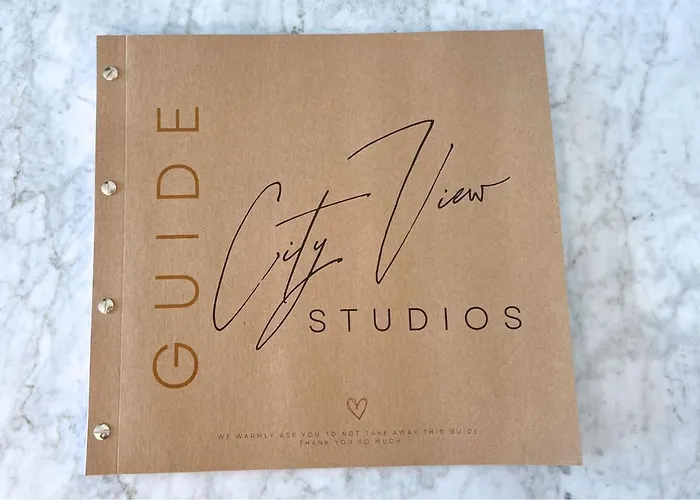 GUIDE
City View
STUDIOS
WE WARMLY ASK YOU TO NOT TAKE AWAY THIS GUIDE.
THANK YOU SO MUCH